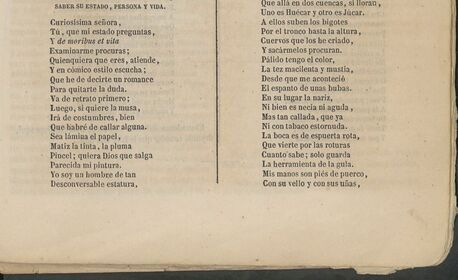 SABER SU ESTADO, PERSONA Y VIDA.
Curiosísima señora,
Tú, que mi estado preguntas,
Y de moribus et vita
Examinarme procuras;
Quienquiera que eres, atiende,
Y en cómico estilo escucha;
Que he de decirte un romance
Para quitarte la duda.
Va de retrato primero;
Luego, si quiere la musa,
Irá de costumbres, bien
Que habré de callar alguna.
Sea lámina el papel,
Matiz la tinta, la pluma
Pincel; quiera Dios que salga
Parecida mi pintura.
Yo soy un hombre de tan
Desconversable estatura,
Que allá en dos cuencas, si lloran,
Uno es Huécar y otro es Júcar.
A ellos suben los bigotes
Por el tronco hasta la altura,
Cuervos que los he criado,
Y sacármelos procuran.
Pálido tengo el color,
La tez macilenta y mustia,
Desde que me aconteció
El espanto de unas bubas.
En su lugar la nariz,
Ni bien es necia ni aguda,
Mas tan callada, que ya
Ni con tabaco estornuda.
La boca es de espuerta rota,
Que vierte por las roturas
Cuanto sabe; solo guarda
La herramienta de la gula.
Mis manos son piés de puerco,
Con su vello y con sus uñas,